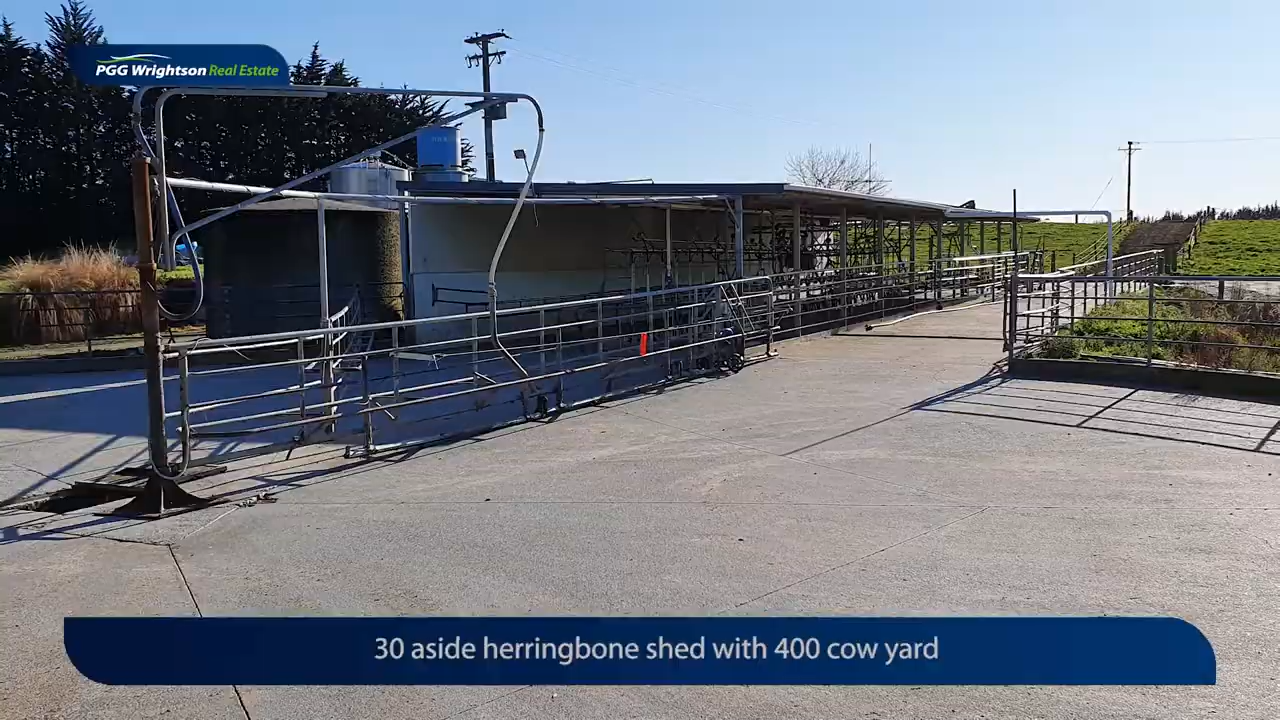 PGG Wrightson Real Estate
30 aside herringbone shed with 400 cow yard